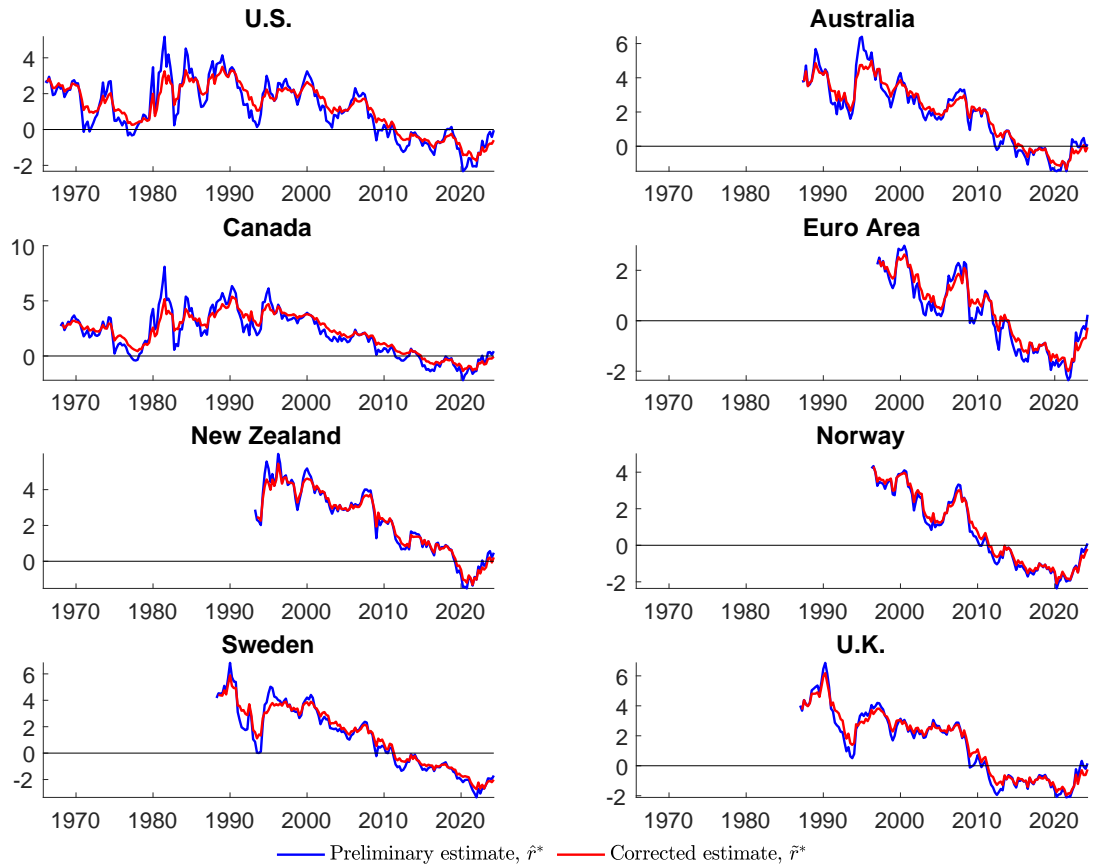 U.S.
4
2
0
-2
1970 1980 1990 2000 2010 2020
Australia
6
4
2
0
1970 1980 1990 2000 2010 2020
Canada
10
5
0
1970 1980 1990 2000 2010 2020
Euro Area
2
0
-2
1970 1980 1990 2000 2010 2020
New Zealand
4
2
0
1970 1980 1990 2000 2010 2020
Norway
4
2
0
-2
1970 1980 1990 2000 2010 2020
Sweden
6
4
2
0
-2
1970 1980 1990 2000 2010 2020
U.K.
6
4
2
0
-2
1970 1980 1990 2000 2010 2020
Preliminary estimate, r̂* Corrected estimate, r̃*